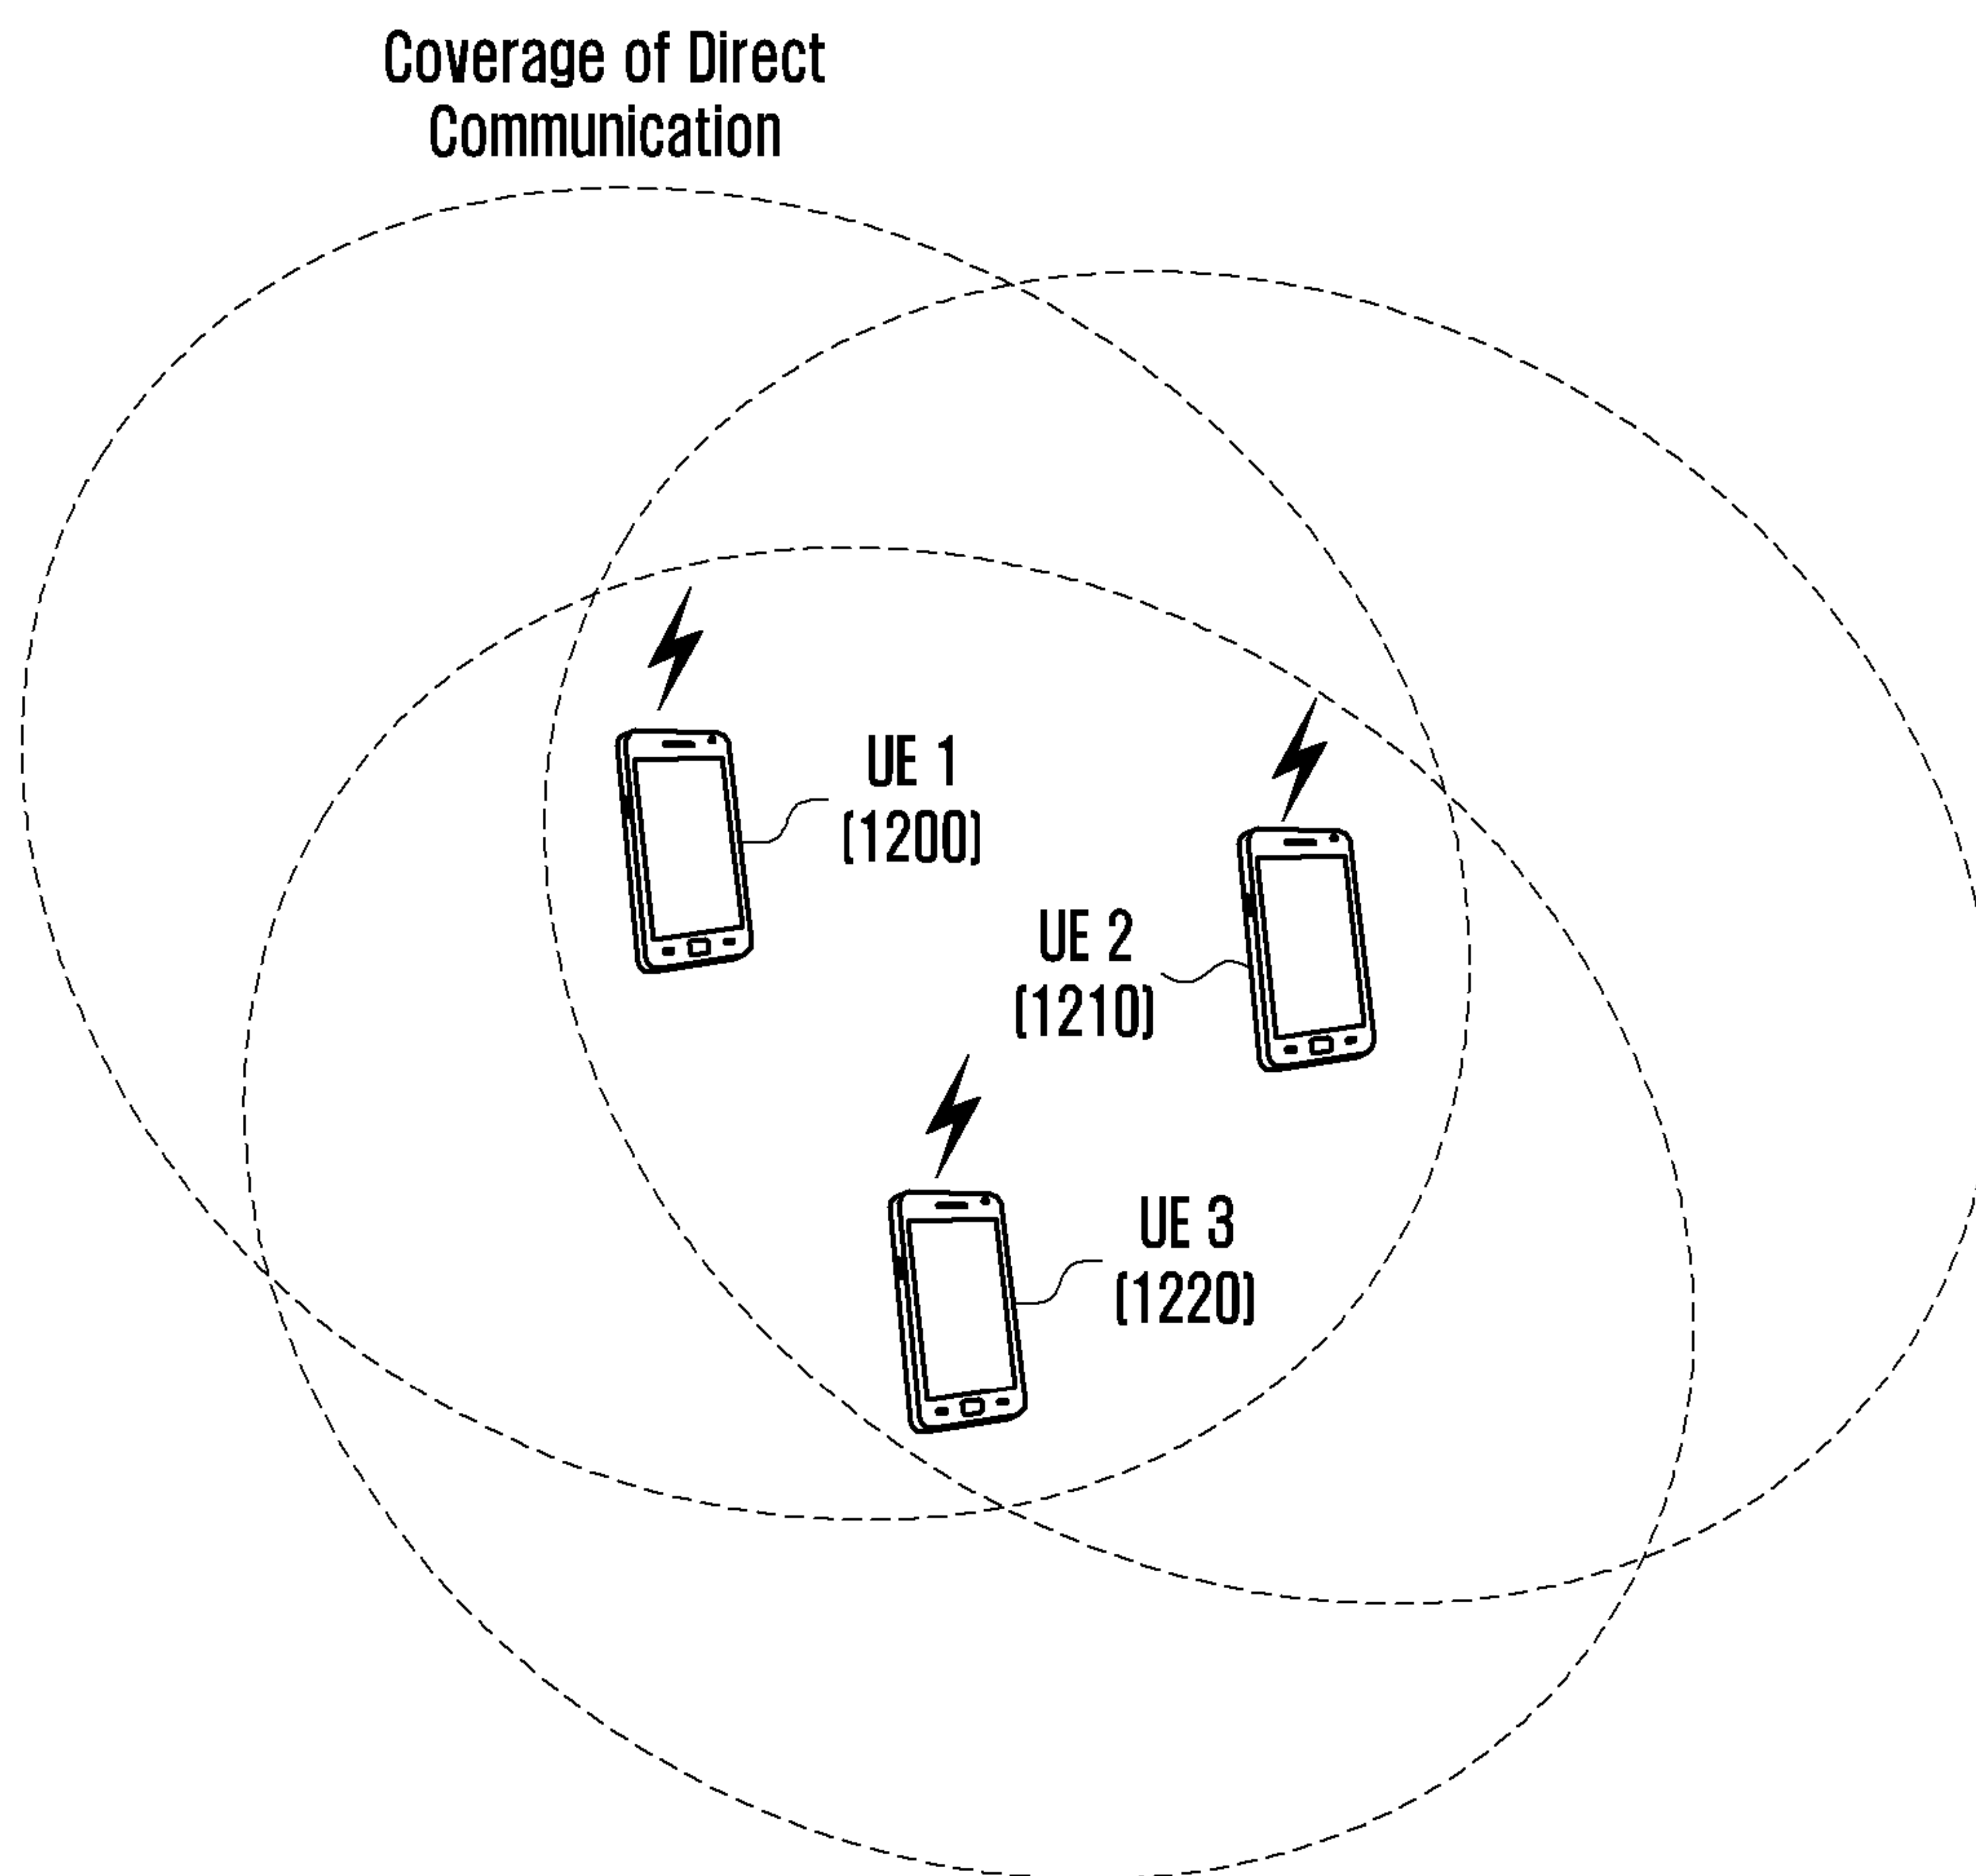 Coverage of Direct
Communication
UE 1
(1200)
UE 2
(1210)
UE 3
(1220)